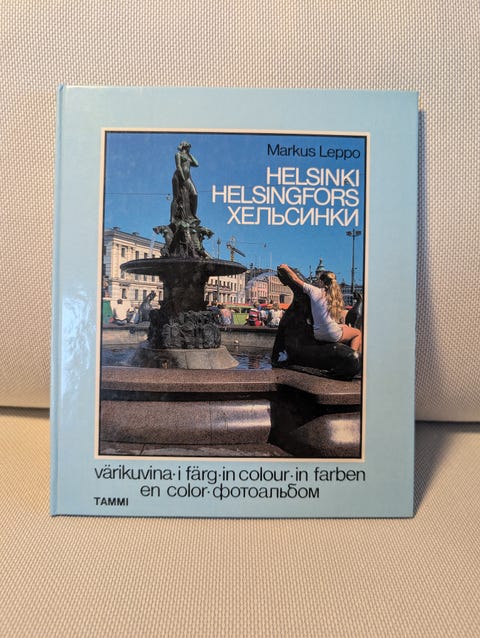 Markus Leppo
HELSINKI
HELSINGFORS
ХЕЛЬСИНКИ
värikuvina·i färg·in colour·in farben
en color·фотоальбом
TAMMI